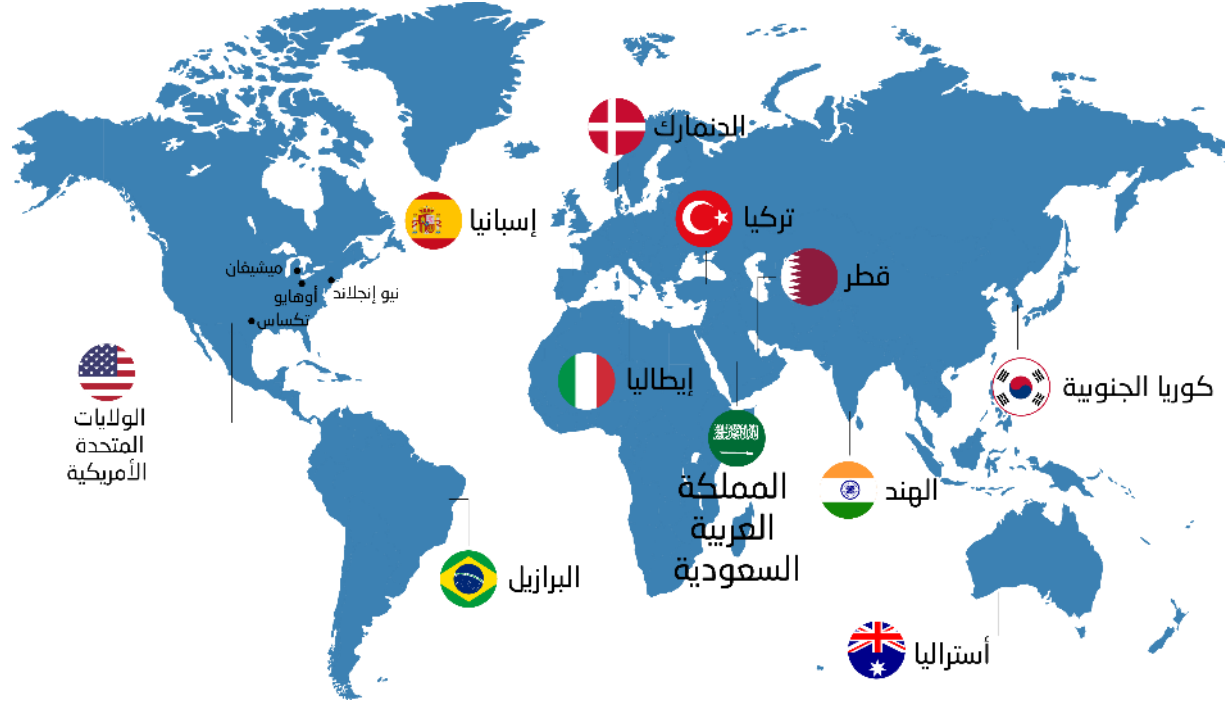 الدنمارك
إسبانيا
تركيا
قطر
ميشيغان
أوهايو
نيو إنجلاند
تكساس
إيطاليا
كوريا الجنوبية
الولايات
المتحدة
الأمريكية
المملكة
العربية
السعودية
الهند
البرازيل
أستراليا